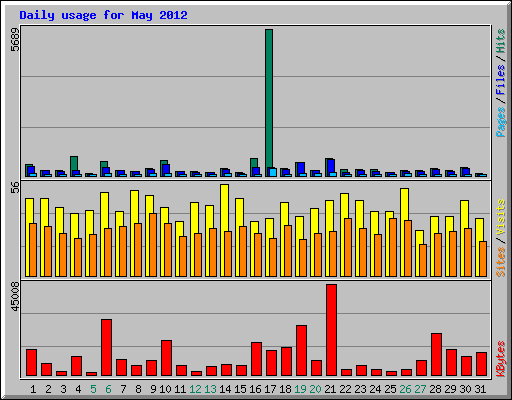 Daily usage for May 2012
5689
Pages / Files / Hits
56
Sites / Visits
45008
KBytes
1 2 3 4 5 6 7 8 9 10 11 12 13 14 15 16 17 18 19 20 21 22 23 24 25 26 27 28 29 30 31